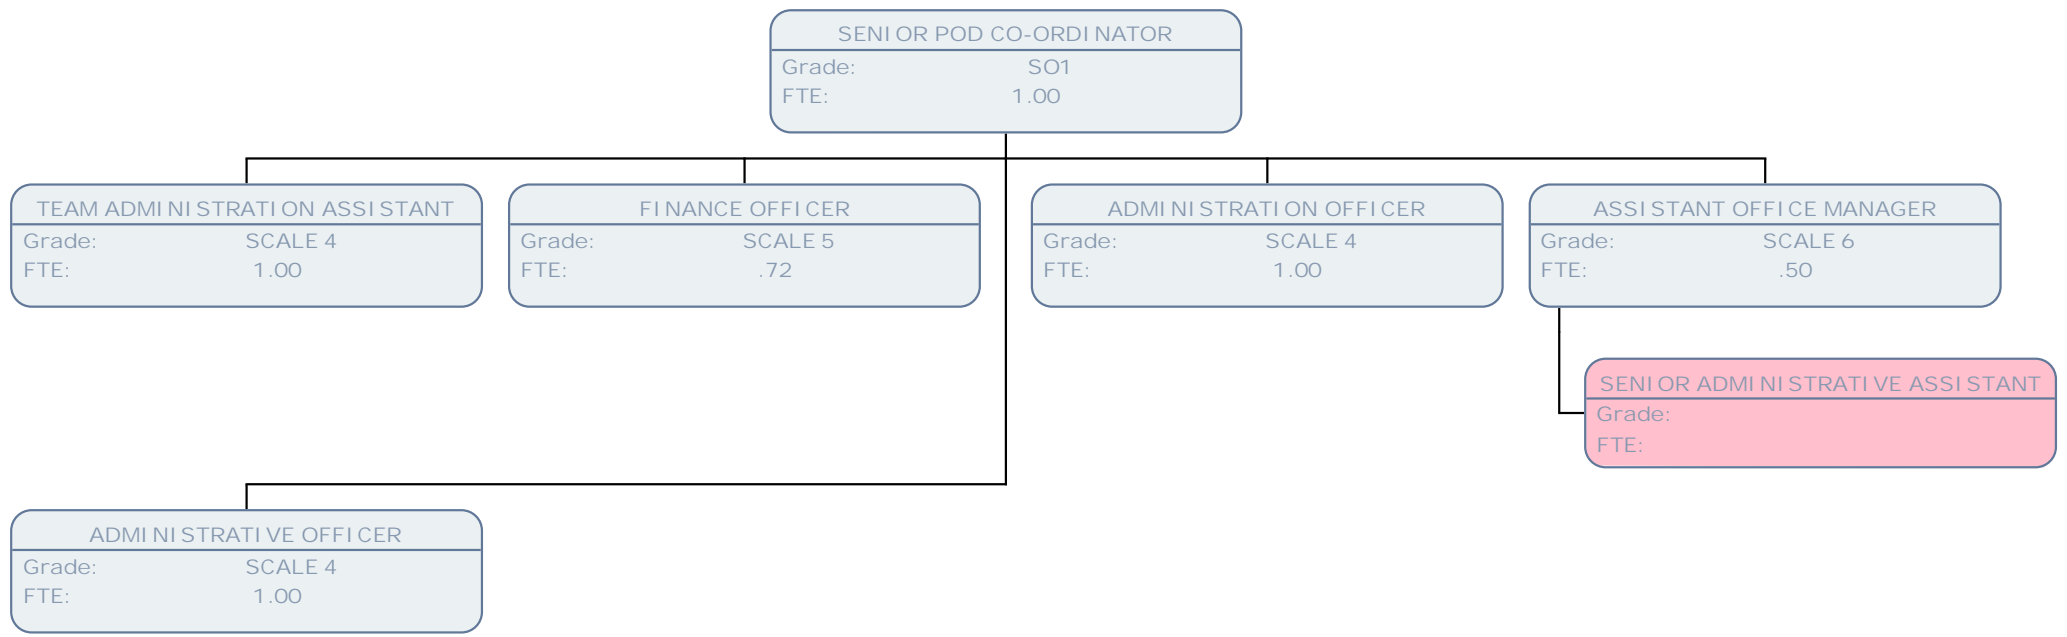 SENIOR POD CO-ORDINATOR
Grade: SO1
FTE: 1.00
TEAM ADMINISTRATION ASSISTANT
Grade: SCALE 4
FTE: 1.00
FINANCE OFFICER
Grade: SCALE 5
FTE: .72
ADMINISTRATION OFFICER
Grade: SCALE 4
FTE: 1.00
ASSISTANT OFFICE MANAGER
Grade: SCALE 6
FTE: .50
SENIOR ADMINISTRATIVE ASSISTANT
Grade:
FTE:
ADMINISTRATIVE OFFICER
Grade: SCALE 4
FTE: 1.00